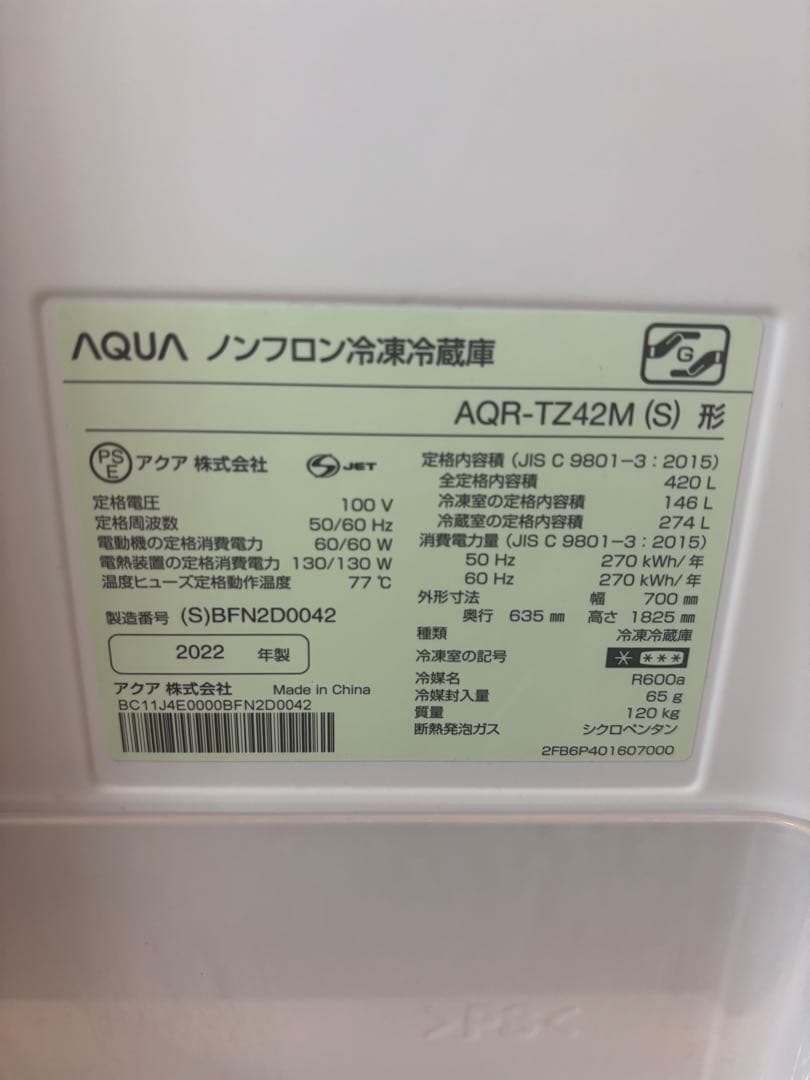 AQUA ノンフロン冷凍冷蔵庫
G
AQR-TZ42M (S) 形
PS E アクア 株式会社 S JET
定格電圧 100 V
定格周波数 50/60 Hz
電動機の定格消費電力 60/60 W
電熱装置の定格消費電力 130/130 W
温度ヒューズ定格動作温度 77 ℃
製造番号 (S)BFN2D0042
2022 年製
アクア 株式会社 Made in China
BC11J4E0000BFN2D0042
定格内容積 (JIS C 9801-3:2015)
全定格内容積 420 L
冷凍室の定格内容積 146 L
冷蔵室の定格内容積 274 L
消費電力量 (JIS C 9801-3:2015)
50 Hz 270 kWh/年
60 Hz 270 kWh/年
外形寸法 幅 700 ㎜
奥行 635 ㎜ 高さ 1825 ㎜
種類 冷凍冷蔵庫
冷凍室の記号 * ***
冷媒名 R600a
冷媒封入量 65 g
質量 120 kg
断熱発泡ガス シクロペンタン
2FB6P401607000